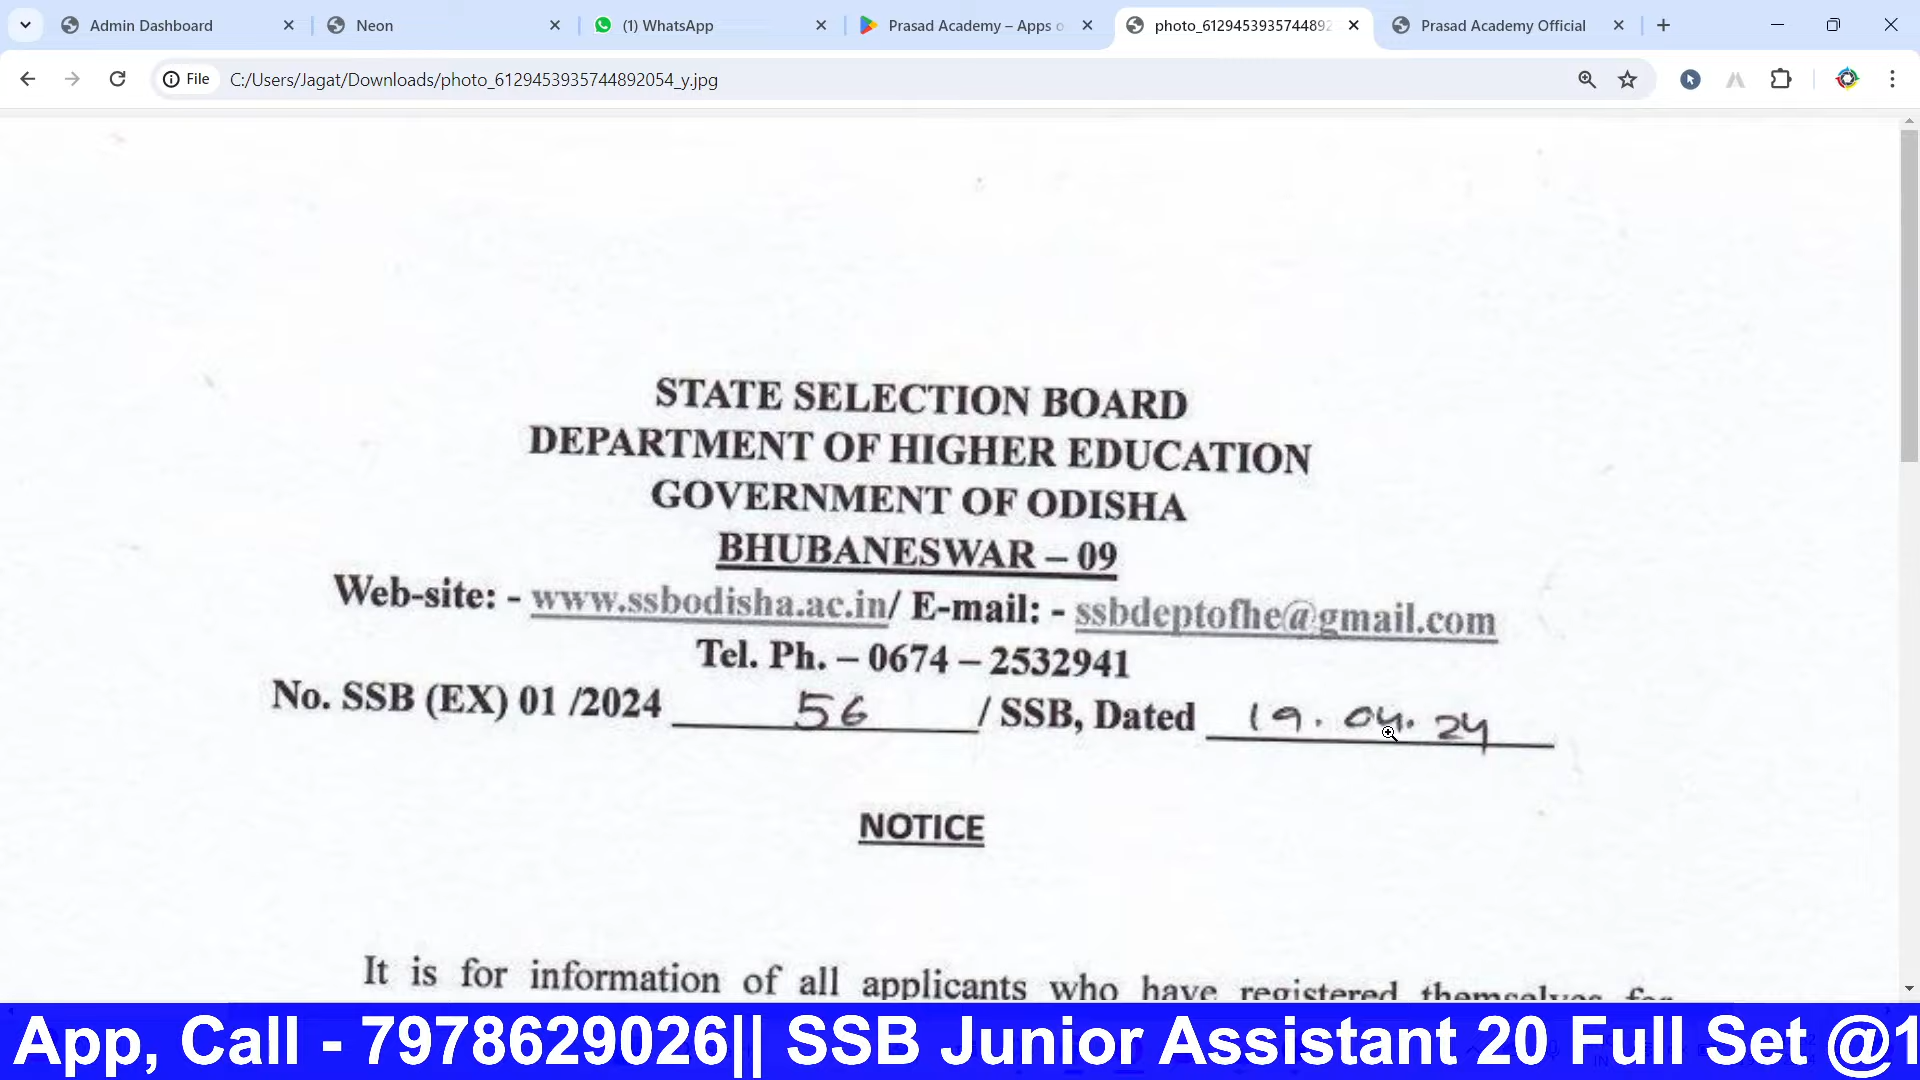 Admin Dashboard
Neon
(1) WhatsApp
Prasad Academy – Apps o
photo_612945393574489
Prasad Academy Official
File
C:/Users/Jagat/Downloads/photo_6129453935744892054_y.jpg
STATE SELECTION BOARD
DEPARTMENT OF HIGHER EDUCATION
GOVERNMENT OF ODISHA
BHUBANESWAR – 09
Web-site: - www.ssbodisha.ac.in/ E-mail: - ssbdeptofhe@gmail.com
Tel. Ph. – 0674 – 2532941
No. SSB (EX) 01 /2024 56 / SSB, Dated 19.04.24
NOTICE
It is for information of all applicants who have registered themselves for
App, Call - 7978629026|| SSB Junior Assistant 20 Full Set @1